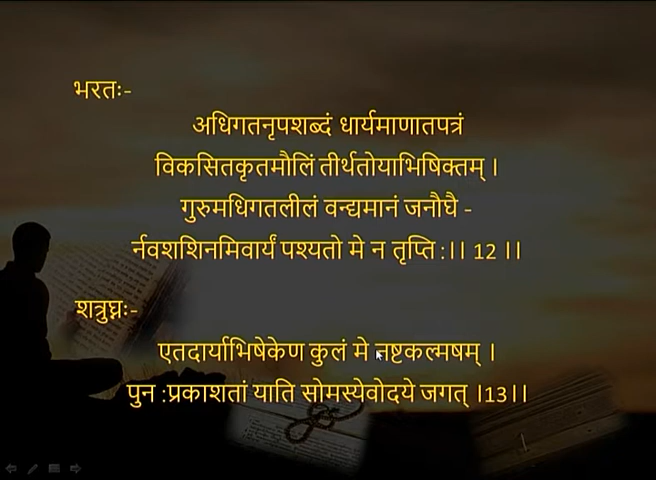 भरतः-
अधिगतनृपशब्दं धार्यमाणातपत्रं
विकसितकृतमौलिं तीर्थतोयाभिषिक्तम् ।
गुरुमधिगतलीलं वन्द्यमानं जनौघै -
र्नवशशिनमिवार्यं पश्यतो मे न तृप्ति :।। 12 ।।
शत्रुघ्नः-
एतदार्याभिषेकेण कुलं मे नष्टकल्मषम् ।
पुन :प्रकाशतां याति सोमस्येवोदये जगत् ।13।।